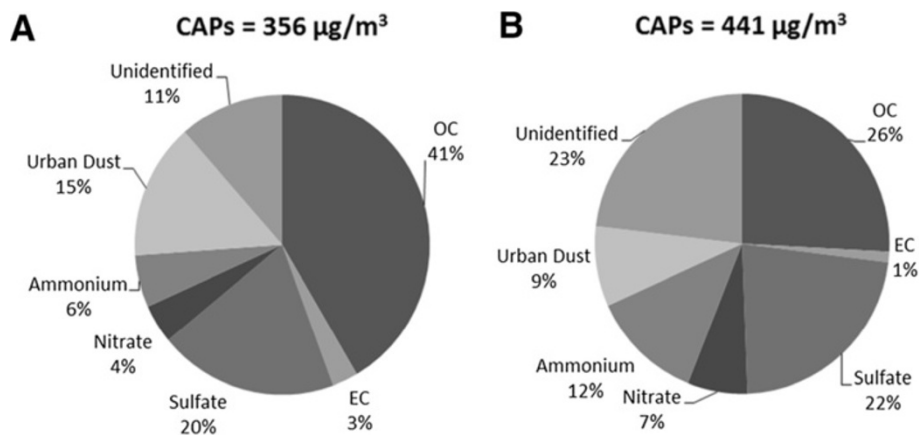 A
CAPs = 356 µg/m³
Unidentified
11%
OC
41%
Urban Dust
15%
Ammonium
6%
Nitrate
4%
Sulfate
20%
EC
3%
B
CAPs = 441 µg/m³
OC
26%
Unidentified
23%
EC
1%
Urban Dust
9%
Ammonium
12%
Nitrate
7%
Sulfate
22%